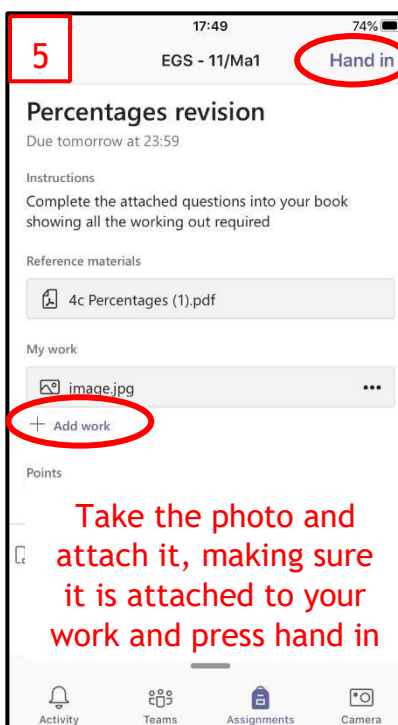 17:49
74%
5
EGS - 11/Ma1
Hand in
Percentages revision
Due tomorrow at 23:59
Instructions
Complete the attached questions into your book
showing all the working out required
Reference materials
4c Percentages (1).pdf
My work
image.jpg
+ Add work
Points
Take the photo and
attach it, making sure
it is attached to your
work and press hand in
Activity
Teams
Assignments
Camera